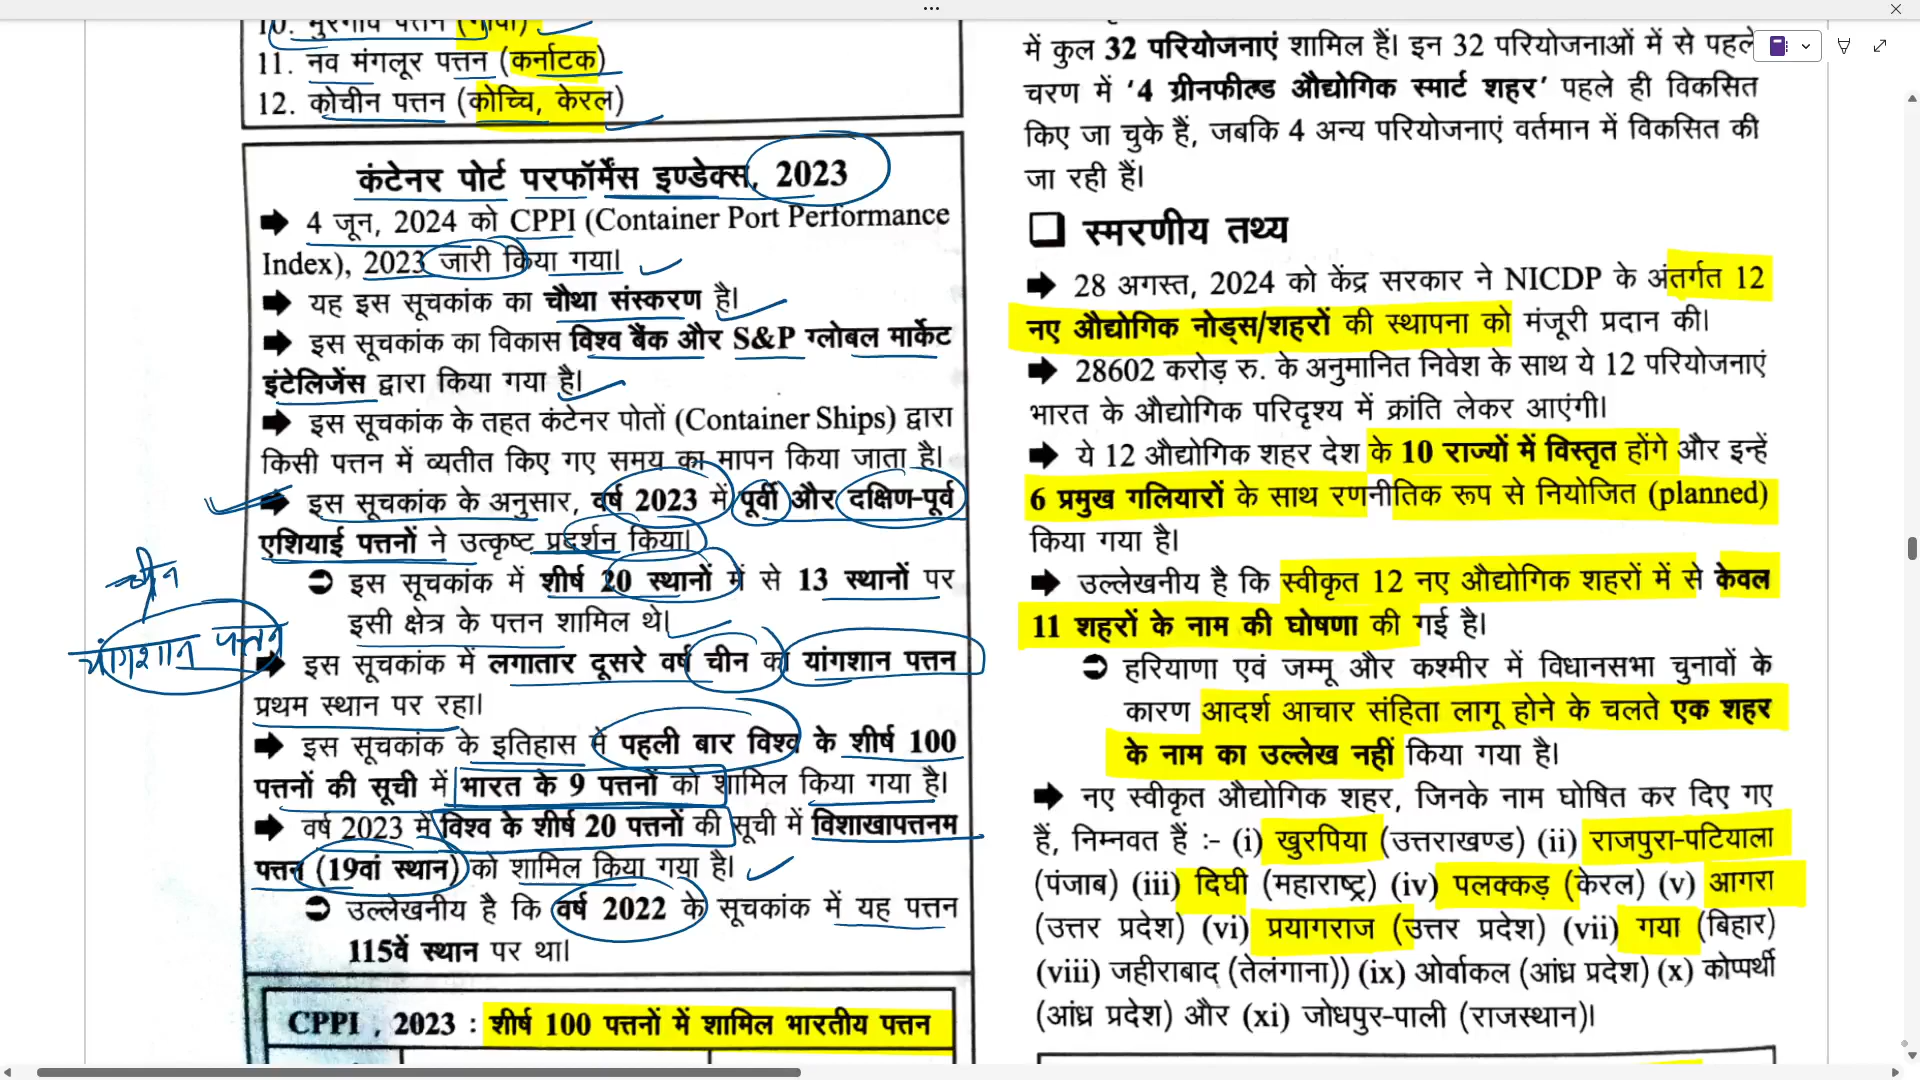 10. मुरगांव पत्तन (गोवा)
11. नव मंगलूर पत्तन (कर्नाटक)
12. कोचीन पत्तन (कोच्चि, केरल)
कंटेनर पोर्ट परफॉर्मेंस इण्डेक्स, 2023
4 जून, 2024 को CPPI (Container Port Performance
Index), 2023 जारी किया गया।
यह इस सूचकांक का चौथा संस्करण है।
इस सूचकांक का विकास विश्व बैंक और S&P ग्लोबल मार्केट
इंटेलिजेंस द्वारा किया गया है।
इस सूचकांक के तहत कंटेनर पोतों (Container Ships) द्वारा
किसी पत्तन में व्यतीत किए गए समय का मापन किया जाता है।
इस सूचकांक के अनुसार, वर्ष 2023 में पूर्वी और दक्षिण-पूर्व
एशियाई पत्तनों ने उत्कृष्ट प्रदर्शन किया।
इस सूचकांक में शीर्ष 20 स्थानों में से 13 स्थानों पर
इसी क्षेत्र के पत्तन शामिल थे।
चीन
यांगशान पत्तन
इस सूचकांक में लगातार दूसरे वर्ष चीन का यांगशान पत्तन
प्रथम स्थान पर रहा।
इस सूचकांक के इतिहास में पहली बार विश्व के शीर्ष 100
पत्तनों की सूची में भारत के 9 पत्तनों को शामिल किया गया है।
वर्ष 2023 में विश्व के शीर्ष 20 पत्तनों की सूची में विशाखापत्तनम
पत्तन (19वां स्थान) को शामिल किया गया है।
उल्लेखनीय है कि वर्ष 2022 के सूचकांक में यह पत्तन
115वें स्थान पर था।
CPPI , 2023 : शीर्ष 100 पत्तनों में शामिल भारतीय पत्तन
में कुल 32 परियोजनाएं शामिल हैं। इन 32 परियोजनाओं में से पहले
चरण में ‘4 ग्रीनफील्ड औद्योगिक स्मार्ट शहर’ पहले ही विकसित
किए जा चुके हैं, जबकि 4 अन्य परियोजनाएं वर्तमान में विकसित की
जा रही हैं।
स्मरणीय तथ्य
28 अगस्त, 2024 को केंद्र सरकार ने NICDP के अंतर्गत 12
नए औद्योगिक नोड्स/शहरों की स्थापना को मंजूरी प्रदान की।
28602 करोड़ रु. के अनुमानित निवेश के साथ ये 12 परियोजनाएं
भारत के औद्योगिक परिदृश्य में क्रांति लेकर आएंगी।
ये 12 औद्योगिक शहर देश के 10 राज्यों में विस्तृत होंगे और इन्हें
6 प्रमुख गलियारों के साथ रणनीतिक रूप से नियोजित (planned)
किया गया है।
उल्लेखनीय है कि स्वीकृत 12 नए औद्योगिक शहरों में से केवल
11 शहरों के नाम की घोषणा की गई है।
हरियाणा एवं जम्मू और कश्मीर में विधानसभा चुनावों के
कारण आदर्श आचार संहिता लागू होने के चलते एक शहर
के नाम का उल्लेख नहीं किया गया है।
नए स्वीकृत औद्योगिक शहर, जिनके नाम घोषित कर दिए गए
हैं, निम्नवत हैं :- (i) खुरपिया (उत्तराखण्ड) (ii) राजपुरा-पटियाला
(पंजाब) (iii) दिघी (महाराष्ट्र) (iv) पलक्कड़ (केरल) (v) आगरा
(उत्तर प्रदेश) (vi) प्रयागराज (उत्तर प्रदेश) (vii) गया (बिहार)
(viii) जहीराबाद (तेलंगाना)) (ix) ओर्वाकल (आंध्र प्रदेश) (x) कोप्पर्थी
(आंध्र प्रदेश) और (xi) जोधपुर-पाली (राजस्थान)।